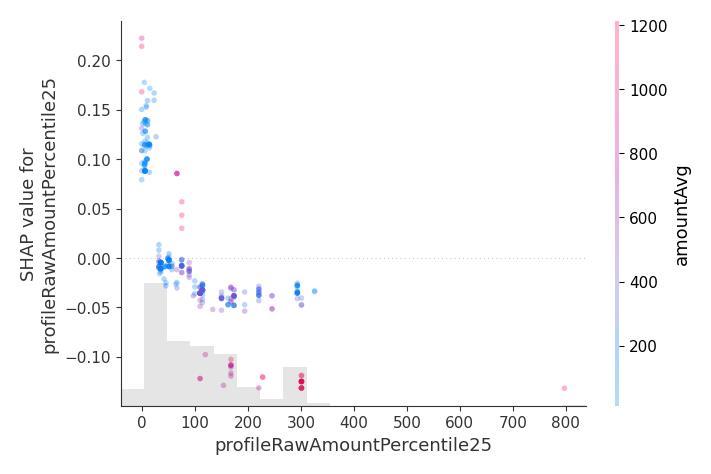 SHAP value for
profileRawAmountPercentile25
0.20
0.15
0.10
0.05
0.00
−0.05
−0.10
0 100 200 300 400 500 600 700 800
profileRawAmountPercentile25
1200
1000
800
600
400
200
amountAvg